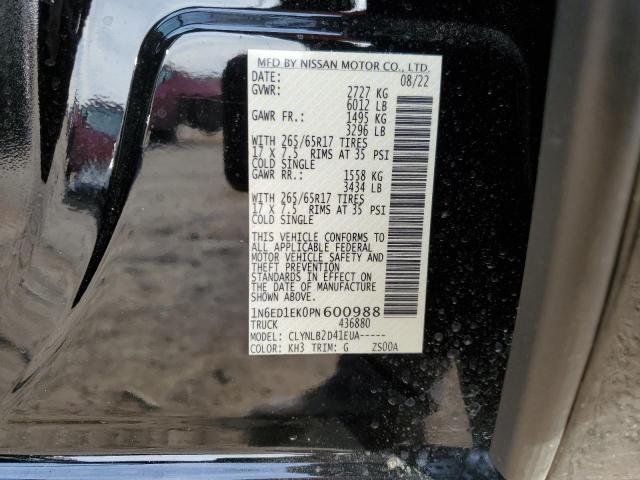 MFD BY NISSAN MOTOR CO., LTD.
DATE: 08/22
GVWR: 2727 KG
6012 LB
GAWR FR.: 1495 KG
3296 LB
WITH 265/65R17 TIRES
17 X 7.5 RIMS AT 35 PSI
COLD SINGLE
GAWR RR.: 1558 KG
3434 LB
WITH 265/65R17 TIRES
17 X 7.5 RIMS AT 35 PSI
COLD SINGLE
THIS VEHICLE CONFORMS TO
ALL APPLICABLE FEDERAL
MOTOR VEHICLE SAFETY AND
THEFT PREVENTION
STANDARDS IN EFFECT ON
THE DATE OF MANUFACTURE
SHOWN ABOVE.
1N6ED1EK0PN600988
TRUCK 436880
MODEL: CLYNLB2D41EUA-----
COLOR: KH3 TRIM: G ZS00A